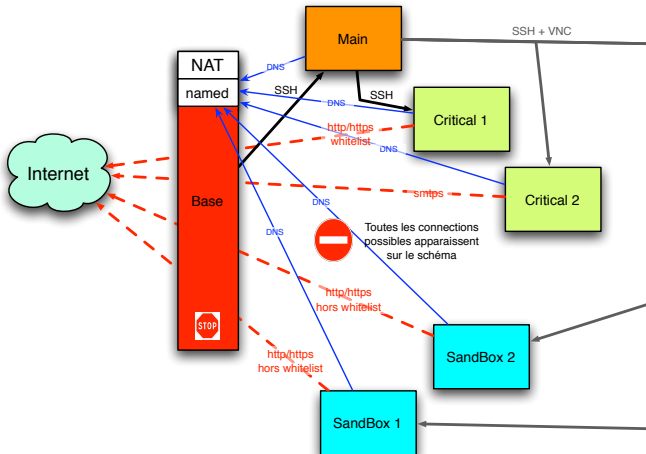 Main
SSH + VNC
NAT
DNS
named
SSH
SSH
DNS
Critical 1
http/https
whitelist
DNS
Internet
Base
smtps
Critical 2
DNS
DNS
Toutes les connections
possibles apparaissent
sur le schéma
http/https
hors whitelist
STOP
http/https
hors whitelist
SandBox 2
SandBox 1